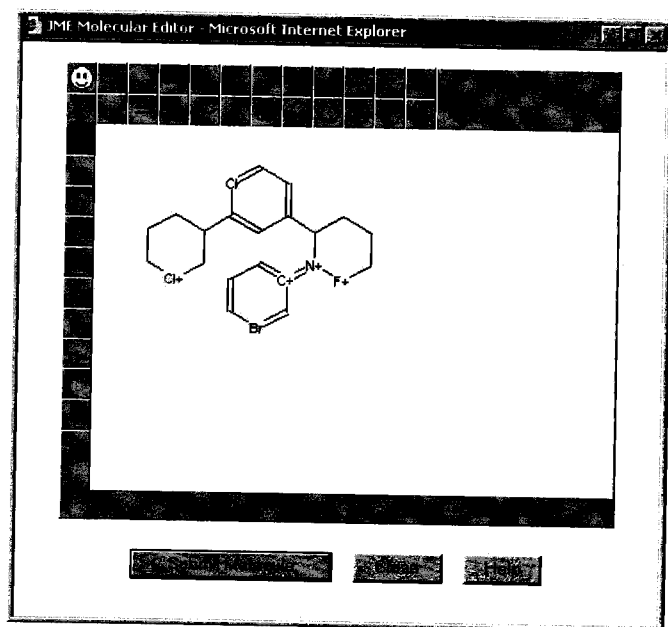 JME Molecular Editor - Microsoft Internet Explorer
Cl
N+
Cl+
C+
F+
Br